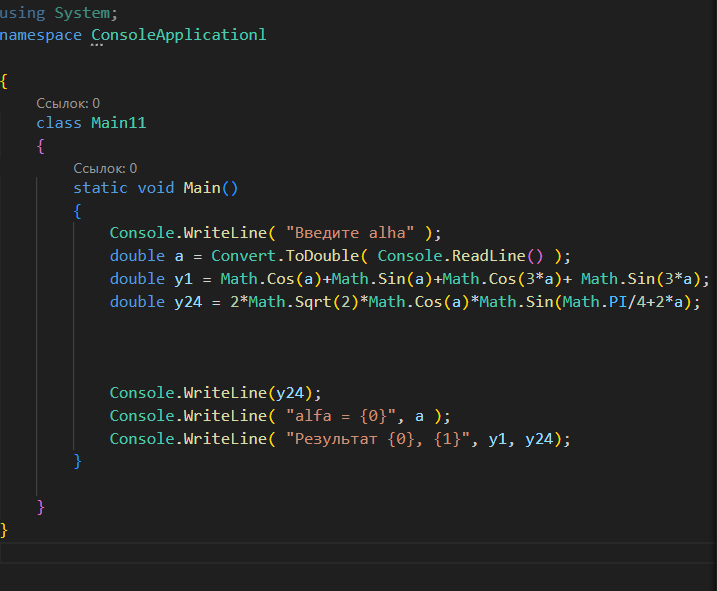 using System;
namespace ConsoleApplicationl
{
Ссылок: 0
class Main11
{
Ссылок: 0
static void Main()
{
Console.WriteLine( "Введите alha" );
double a = Convert.ToDouble( Console.ReadLine() );
double y1 = Math.Cos(a)+Math.Sin(a)+Math.Cos(3*a)+ Math.Sin(3*a);
double y24 = 2*Math.Sqrt(2)*Math.Cos(a)*Math.Sin(Math.PI/4+2*a);
Console.WriteLine(y24);
Console.WriteLine( "alfa = {0}", a );
Console.WriteLine( "Результат {0}, {1}", y1, y24);
}
}
}